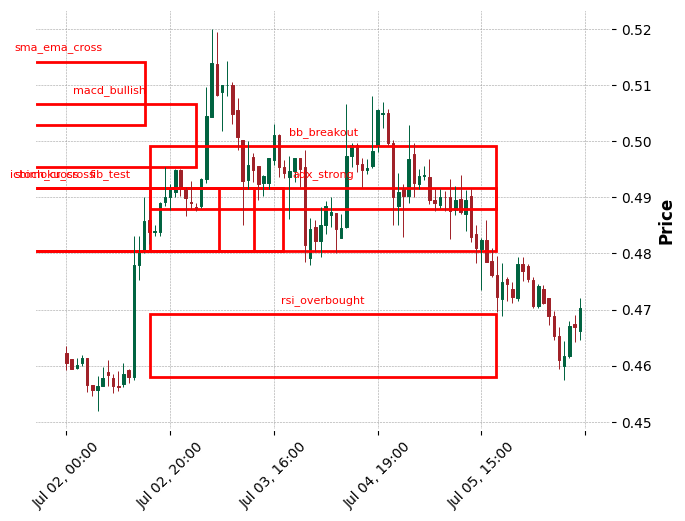 sma_ema_cross
macd_bullish
bb_breakout
fib_test
adx_strong
rsi_overbought
0.52
0.51
0.50
0.49
0.48
0.47
0.46
0.45
Price
Jul 02, 00:00
Jul 02, 20:00
Jul 03, 16:00
Jul 04, 19:00
Jul 05, 15:00